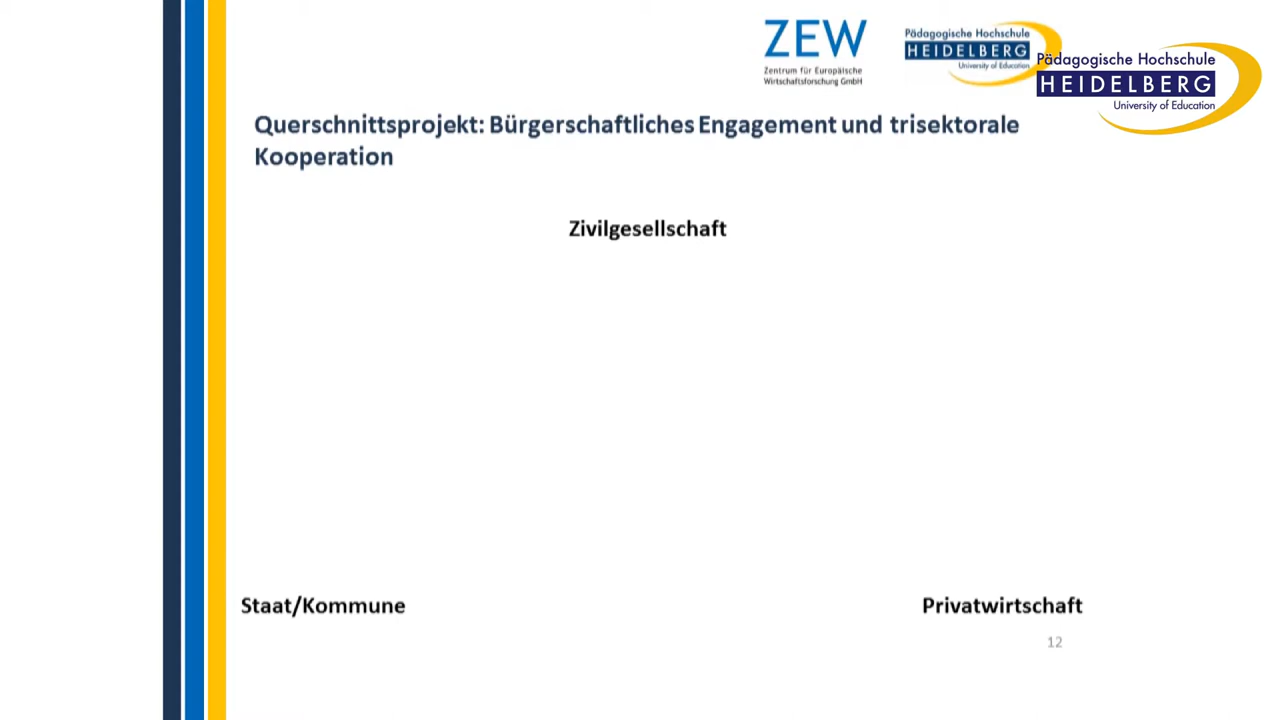 ZEW
Zentrum für Europäische
Wirtschaftsforschung GmbH
Pädagogische Hochschule
HEIDELBERG
University of Education
Pädagogische Hochschule
HEIDELBERG
University of Education
Querschnittsprojekt: Bürgerschaftliches Engagement und trisektorale
Kooperation
Zivilgesellschaft
Staat/Kommune
Privatwirtschaft
12